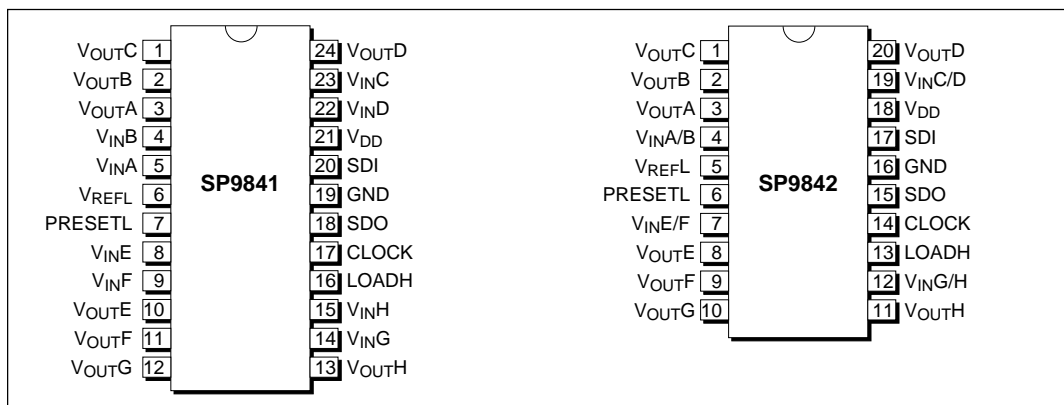 SP9841
VOUTC 1
VOUTB 2
VOUTA 3
VINB 4
VINA 5
VREFL 6
PRESETL 7
VINE 8
VINF 9
VOUTE 10
VOUTF 11
VOUTG 12
24 VOUTD
23 VINC
22 VIND
21 VDD
20 SDI
19 GND
18 SDO
17 CLOCK
16 LOADH
15 VINH
14 VING
13 VOUTH
SP9842
VOUTC 1
VOUTB 2
VOUTA 3
VINA/B 4
VREFL 5
PRESETL 6
VINE/F 7
VOUTE 8
VOUTF 9
VOUTG 10
20 VOUTD
19 VINC/D
18 VDD
17 SDI
16 GND
15 SDO
14 CLOCK
13 LOADH
12 VING/H
11 VOUTH